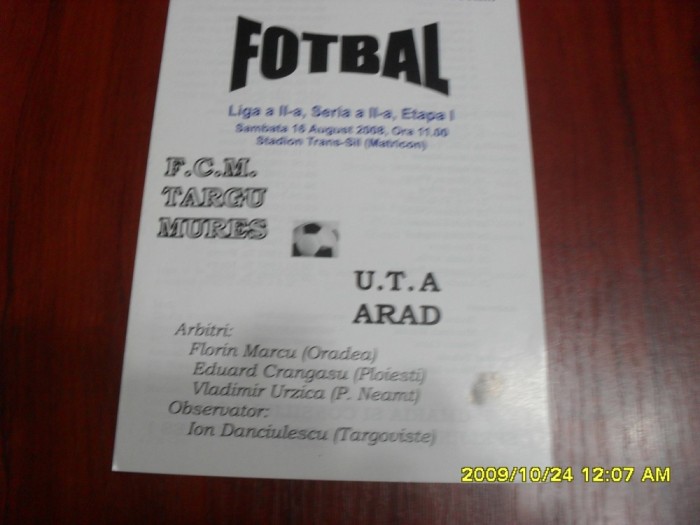 FOTBAL
Liga a II-a, Seria a II-a, Etapa I
Sambata 16 August 2008, Ora 11.00
Stadion Trans-Sil (Matricon)
F.C.M.
TARGU
MURES
U.T.A
ARAD
Arbitri:
Florin Marcu (Oradea)
Eduard Crangasu (Ploiesti)
Vladimir Urzica (P. Neamt)
Observator:
Ion Danciulescu (Targoviste)
2009/10/24 12:07 AM